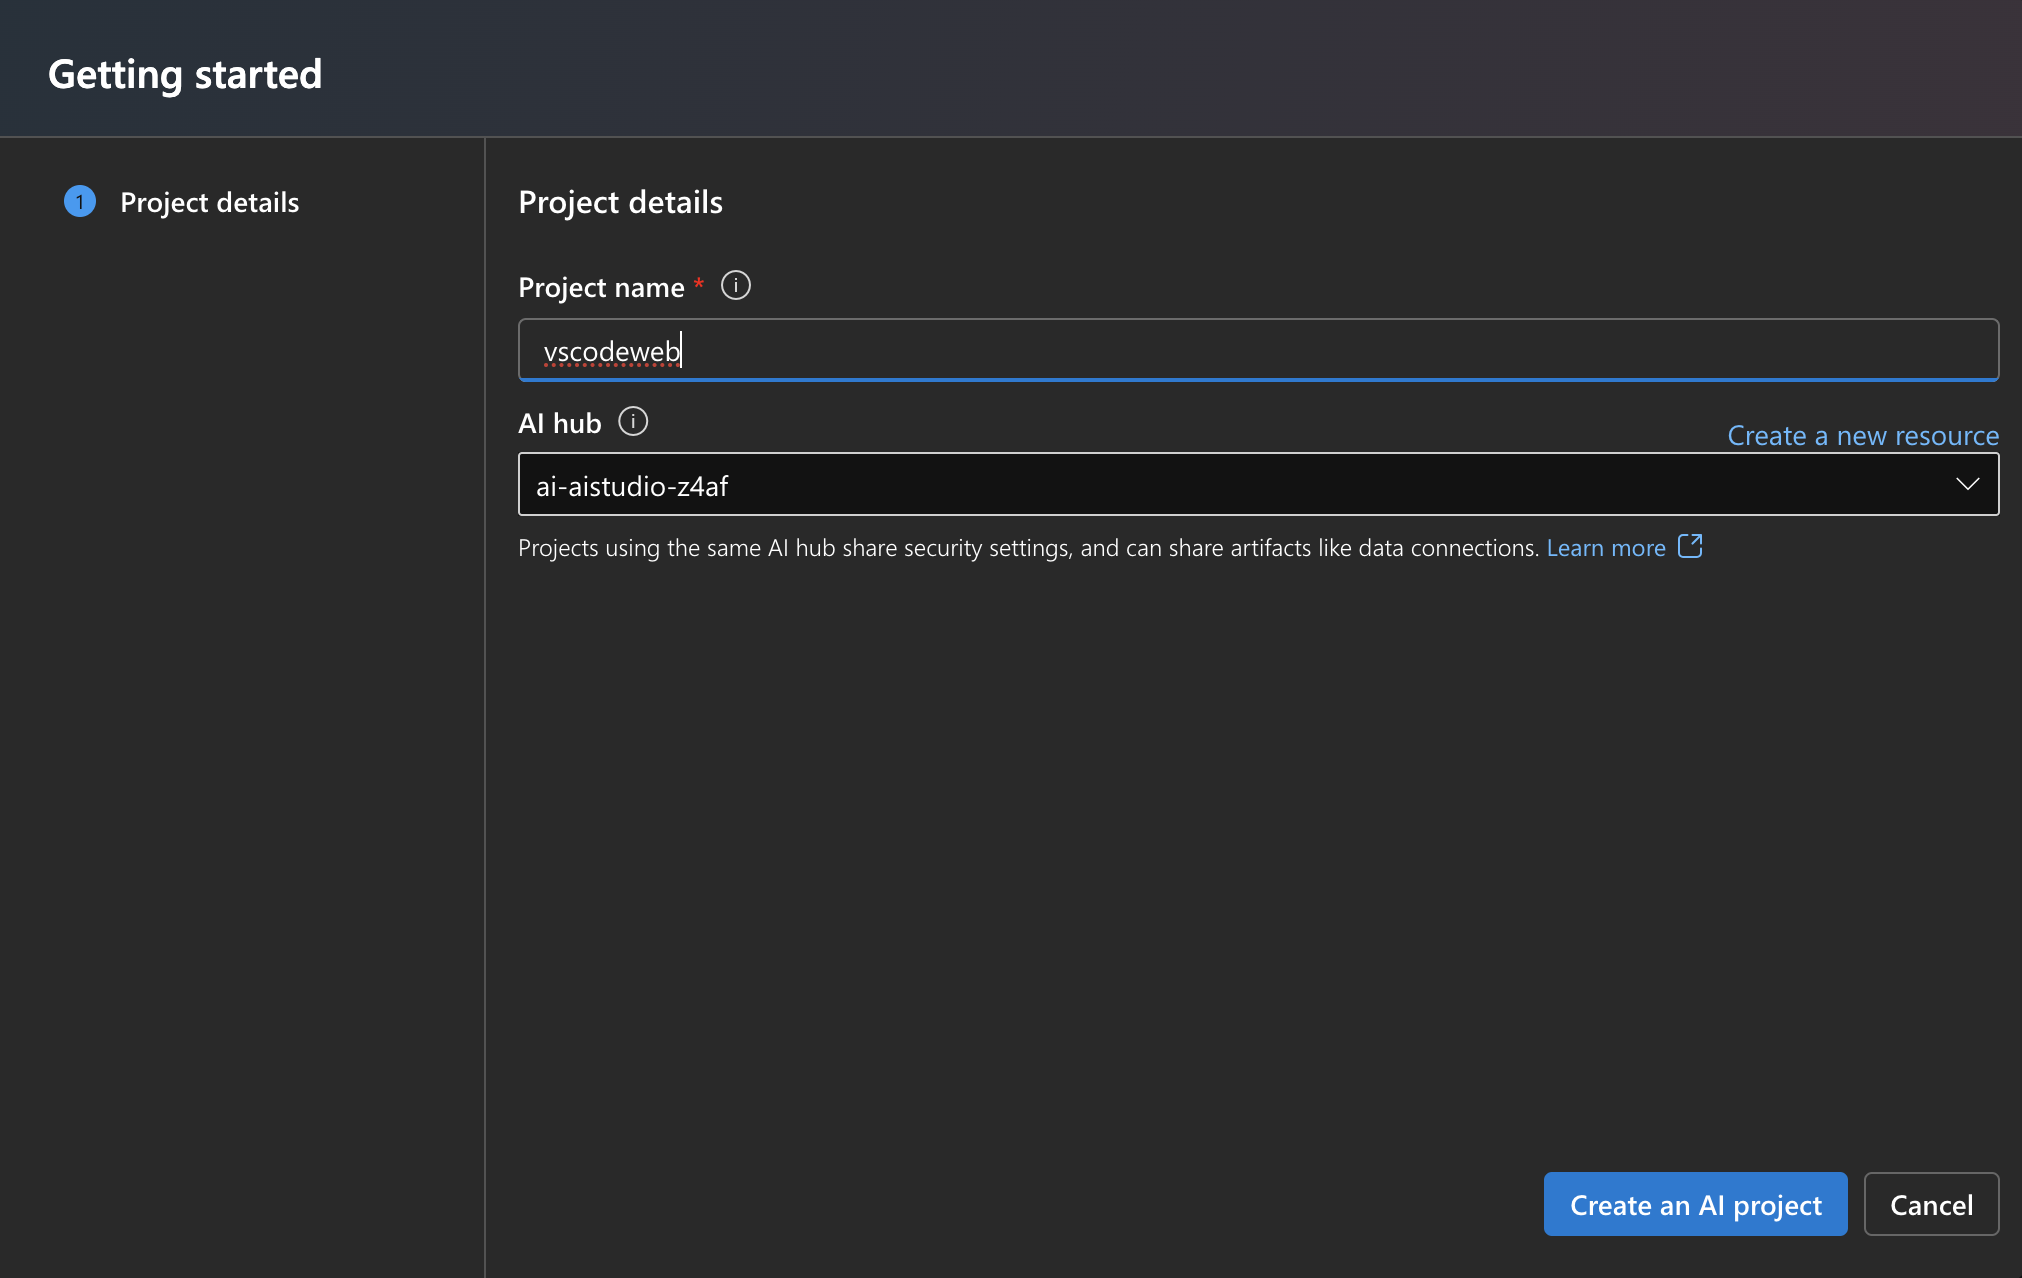 Getting started
1 Project details
Project details
Project name *
vscodeweb
AI hub
Create a new resource
ai-aistudio-z4af
Projects using the same AI hub share security settings, and can share artifacts like data connections. Learn more
Create an AI project
Cancel